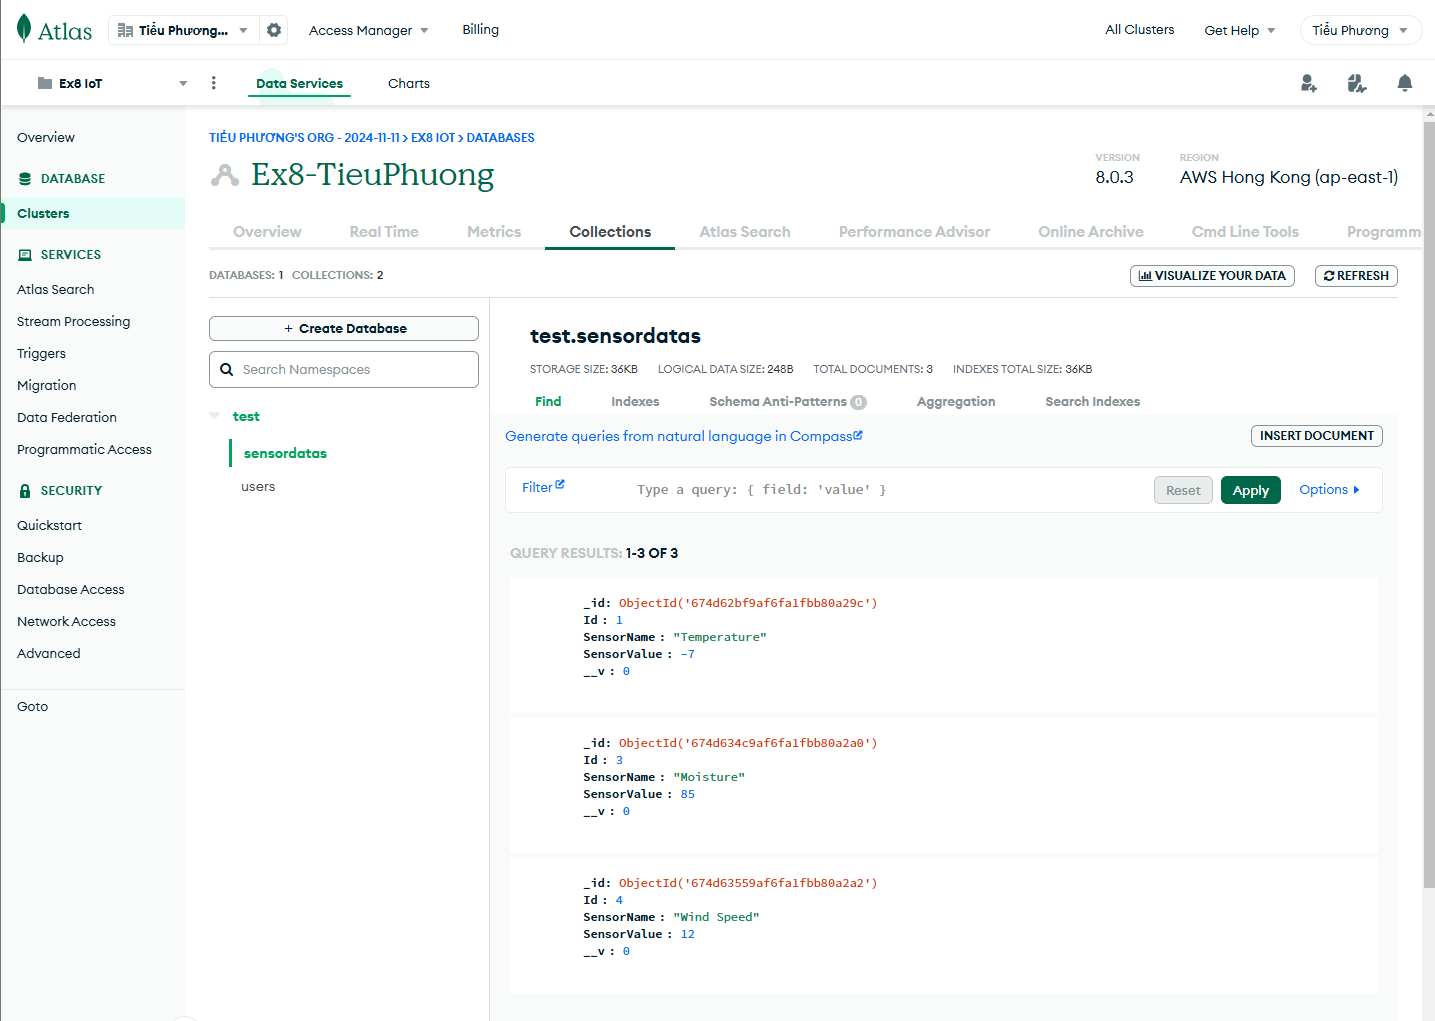 Atlas
Tiểu Phương...
Access Manager
Billing
All Clusters
Get Help
Tiểu Phương
Ex8 IoT
Data Services
Charts
Overview
DATABASE
Clusters
SERVICES
Atlas Search
Stream Processing
Triggers
Migration
Data Federation
Programmatic Access
SECURITY
Quickstart
Backup
Database Access
Network Access
Advanced
Goto
TIỂU PHƯƠNG'S ORG - 2024-11-11 > EX8 IOT > DATABASES
Ex8-TieuPhuong
VERSION
8.0.3
REGION
AWS Hong Kong (ap-east-1)
Overview
Real Time
Metrics
Collections
Atlas Search
Performance Advisor
Online Archive
Cmd Line Tools
Programm
DATABASES: 1 COLLECTIONS: 2
VISUALIZE YOUR DATA
REFRESH
+ Create Database
Search Namespaces
test
sensordatas
users
test.sensordatas
STORAGE SIZE: 36KB LOGICAL DATA SIZE: 248B TOTAL DOCUMENTS: 3 INDEXES TOTAL SIZE: 36KB
Find
Indexes
Schema Anti-Patterns 0
Aggregation
Search Indexes
Generate queries from natural language in Compass
INSERT DOCUMENT
Filter
Type a query: { field: 'value' }
Reset
Apply
Options
QUERY RESULTS: 1-3 OF 3
_id: ObjectId('674d62bf9af6fa1fbb80a29c')
Id : 1
SensorName : "Temperature"
SensorValue : -7
__v : 0
_id: ObjectId('674d634c9af6fa1fbb80a2a0')
Id : 3
SensorName : "Moisture"
SensorValue : 85
__v : 0
_id: ObjectId('674d63559af6fa1fbb80a2a2')
Id : 4
SensorName : "Wind Speed"
SensorValue : 12
__v : 0